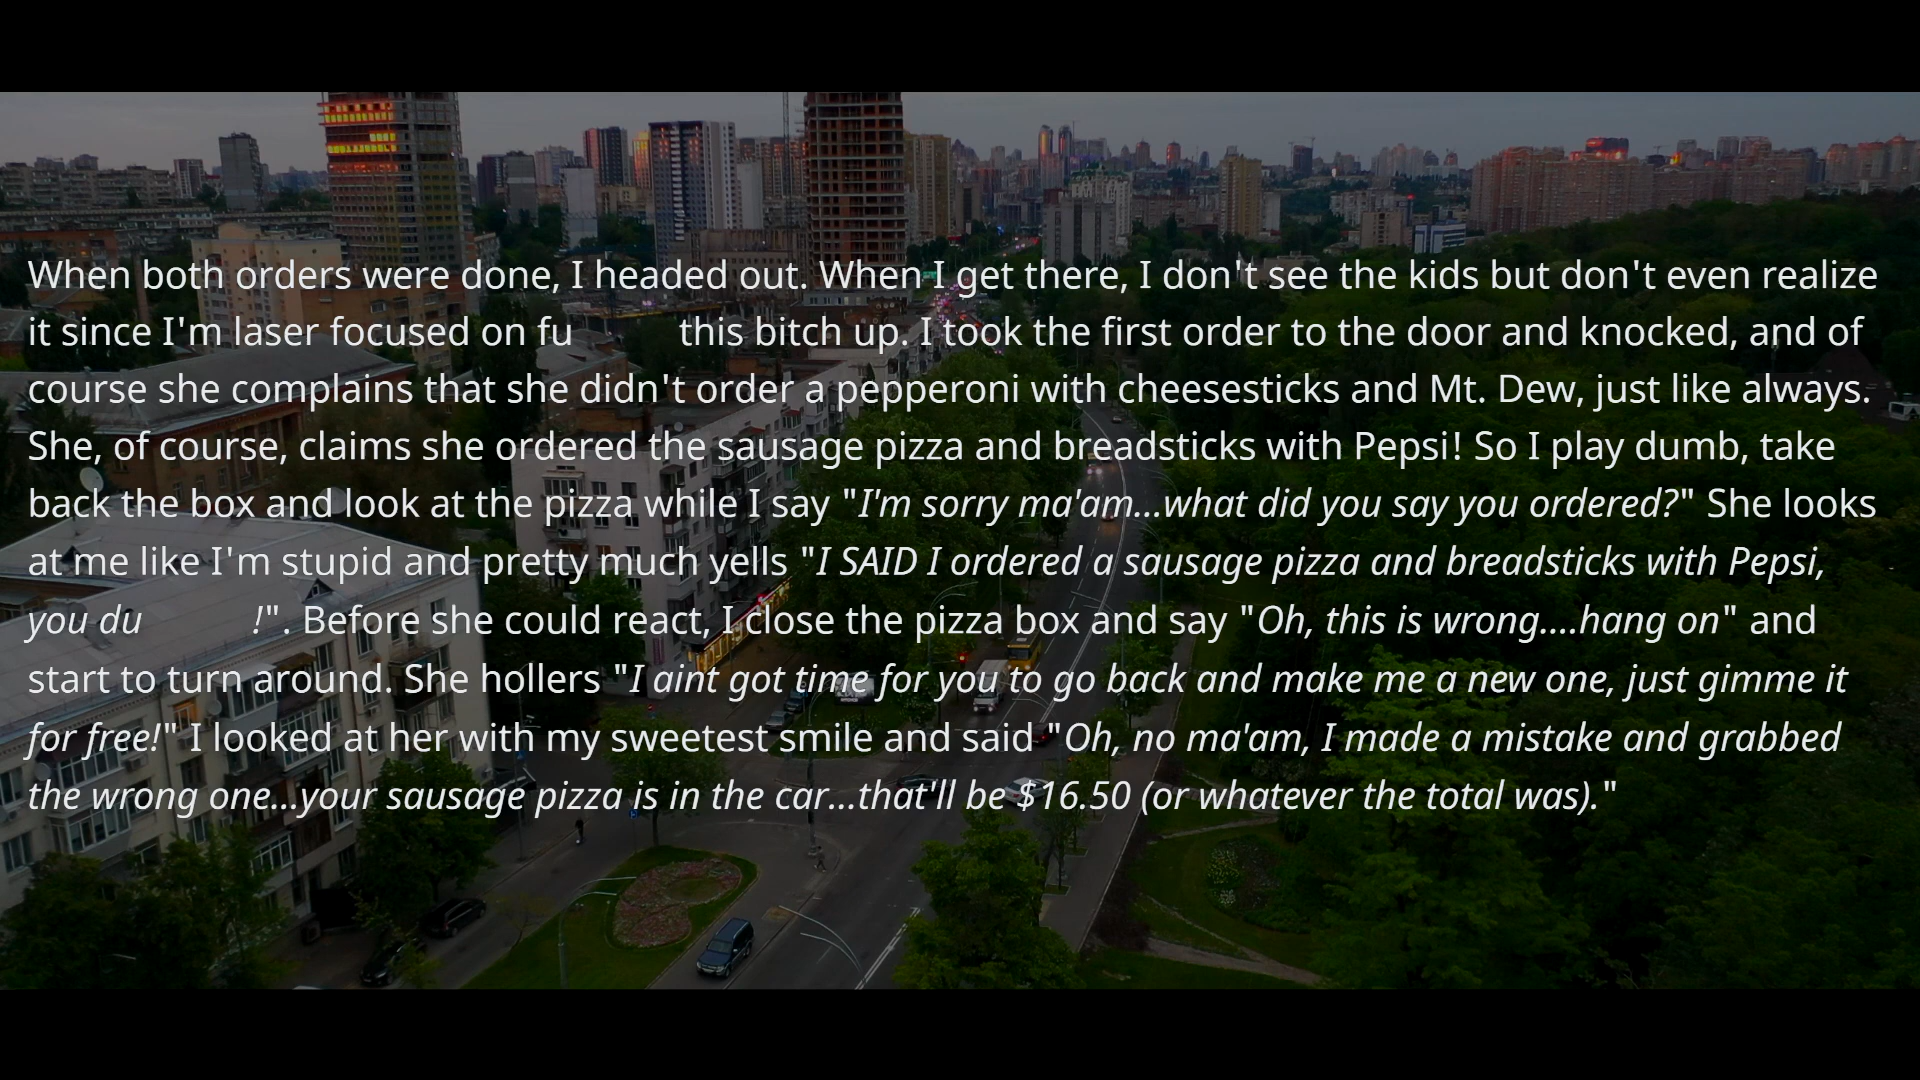 When both orders were done, I headed out. When I get there, I don't see the kids but don't even realize
it since I'm laser focused on fu this bitch up. I took the first order to the door and knocked, and of
course she complains that she didn't order a pepperoni with cheesesticks and Mt. Dew, just like always.
She, of course, claims she ordered the sausage pizza and breadsticks with Pepsi! So I play dumb, take
back the box and look at the pizza while I say "I'm sorry ma'am...what did you say you ordered?" She looks
at me like I'm stupid and pretty much yells "I SAID I ordered a sausage pizza and breadsticks with Pepsi,
you du !". Before she could react, I close the pizza box and say "Oh, this is wrong....hang on" and
start to turn around. She hollers "I aint got time for you to go back and make me a new one, just gimme it
for free!" I looked at her with my sweetest smile and said "Oh, no ma'am, I made a mistake and grabbed
the wrong one...your sausage pizza is in the car...that'll be $16.50 (or whatever the total was)."